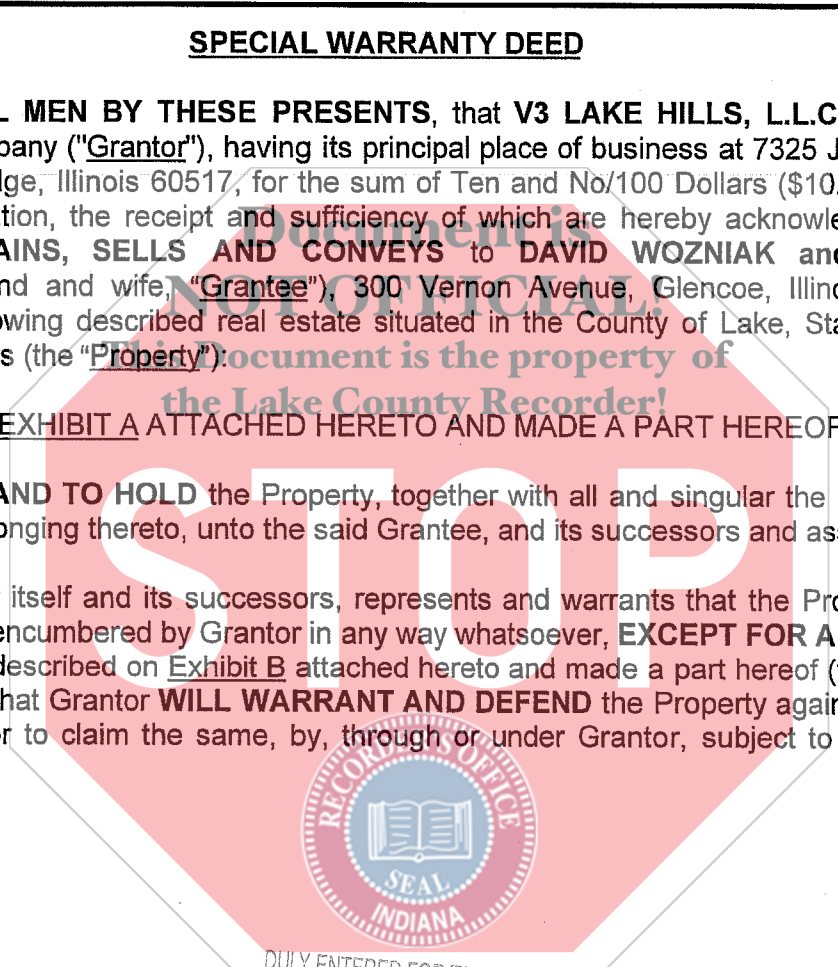 SPECIAL WARRANTY DEED
L MEN BY THESE PRESENTS, that V3 LAKE HILLS, L.L.C
pany ("Grantor"), having its principal place of business at 7325 J
lge, Illinois 60517, for the sum of Ten and No/100 Dollars ($10.
tion, the receipt and sufficiency of which are hereby acknowle
AINS, SELLS AND CONVEYS to DAVID WOZNIAK and
nd and wife, "Grantee"), 300 Vernon Avenue, Glencoe, Illino
owing described real estate situated in the County of Lake, Sta
s (the "Property"):
Document is
NOT OFFICIAL!
This Document is the property of
the Lake County Recorder!
EXHIBIT A ATTACHED HERETO AND MADE A PART HEREOF
AND TO HOLD the Property, together with all and singular the
onging thereto, unto the said Grantee, and its successors and as
itself and its successors, represents and warrants that the Pro
encumbered by Grantor in any way whatsoever, EXCEPT FOR A
described on Exhibit B attached hereto and made a part hereof (
hat Grantor WILL WARRANT AND DEFEND the Property again
r to claim the same, by, through or under Grantor, subject to
STOP
RECORDER'S OFFICE
SEAL
INDIANA
DULY ENTERED FOR